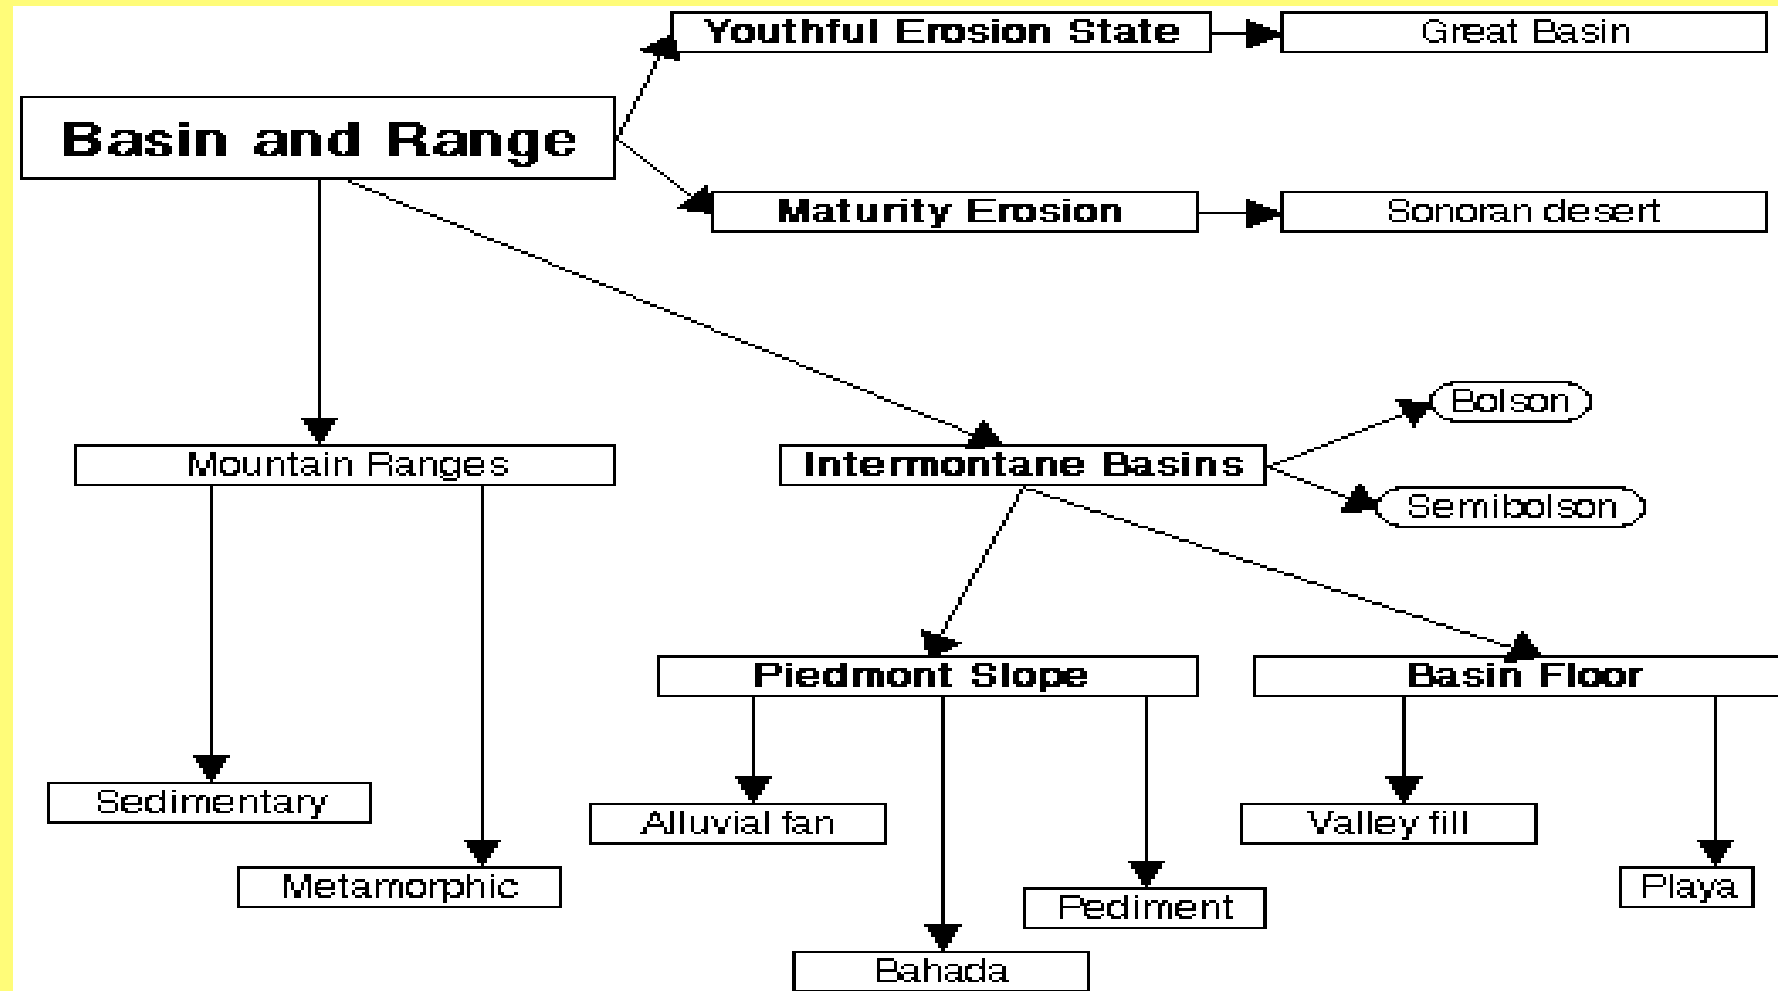 Youthful Erosion State
Great Basin
Basin and Range
Maturity Erosion
Sonoran desert
Bolson
Mountain Ranges
Intermontane Basins
Semibolson
Piedmont Slope
Basin Floor
Sedimentary
Alluvial fan
Valley fill
Metamorphic
Pediment
Playa
Bahada